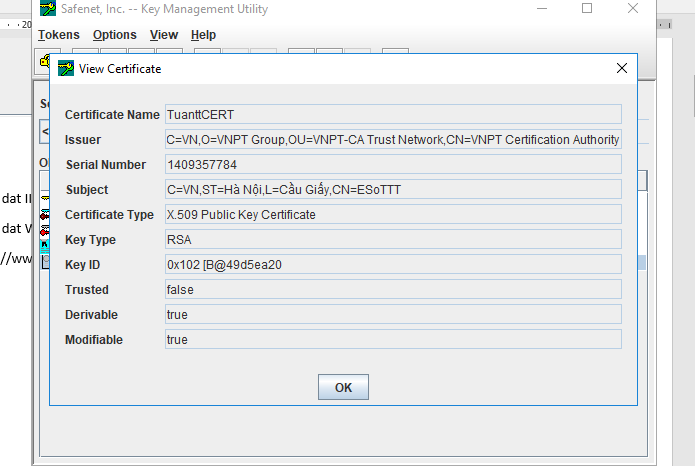 Safenet, Inc. -- Key Management Utility
Tokens Options View Help
View Certificate
Certificate Name TuanttCERT
Issuer C=VN,O=VNPT Group,OU=VNPT-CA Trust Network,CN=VNPT Certification Authority
Serial Number 1409357784
Subject C=VN,ST=Hà Nội,L=Cầu Giấy,CN=ESoTTT
Certificate Type X.509 Public Key Certificate
Key Type RSA
Key ID 0x102 [B@49d5ea20
Trusted false
Derivable true
Modifiable true
OK
dat
dat